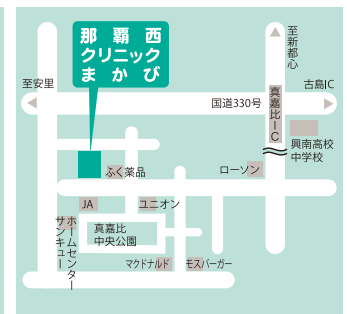 那覇西
クリニック
まかび
至新都心
至安里
古島IC
国道330号
真嘉比IC
興南高校
中学校
ふく薬品
ローソン
JA
ユニオン
ホームセンター
サンキュー
真嘉比
中央公園
マクドナルド
モスバーガー